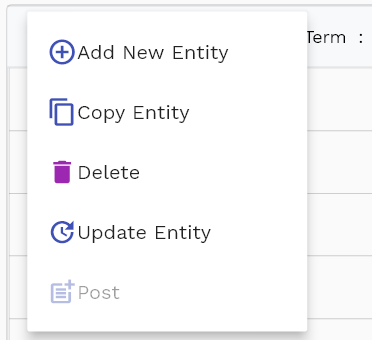 Term :
Add New Entity
Copy Entity
Delete
Update Entity
Post